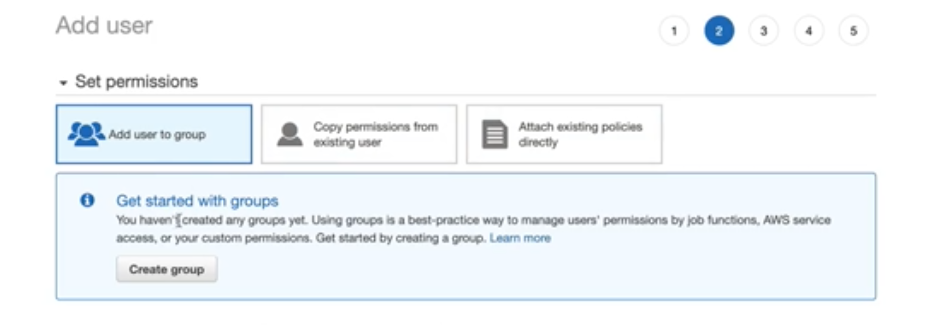 Add user
1 2 3 4 5
Set permissions
Add user to group
Copy permissions from
existing user
Attach existing policies
directly
Get started with groups
You haven't created any groups yet. Using groups is a best-practice way to manage users' permissions by job functions, AWS service
access, or your custom permissions. Get started by creating a group. Learn more
Create group